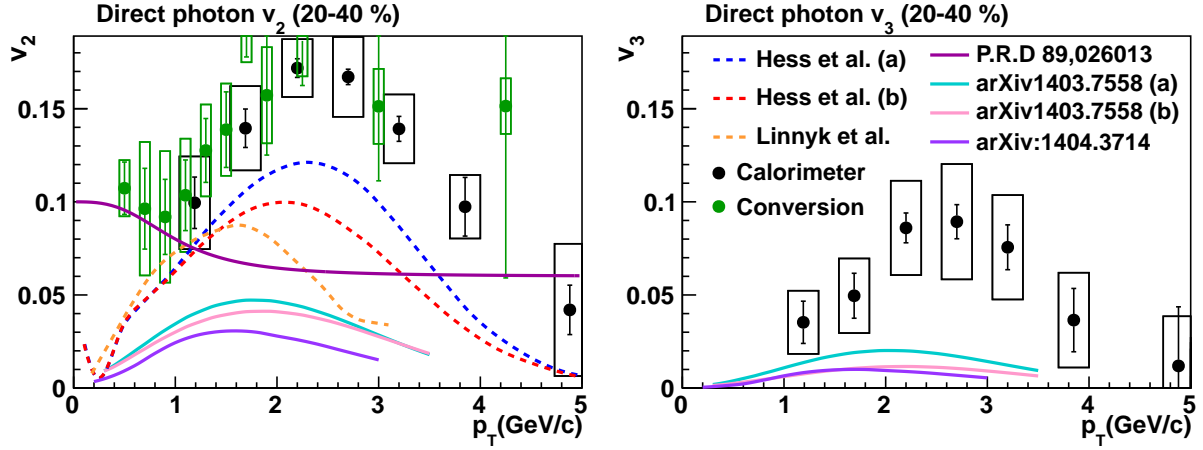 Direct photon v2 (20-40 %)
v2
0.15
0.1
0.05
0
0 1 2 3 4 5
pT(GeV/c)
Direct photon v3 (20-40 %)
v3
0.15
0.1
0.05
0
0 1 2 3 4 5
pT(GeV/c)
Hess et al. (a)
Hess et al. (b)
Linnyk et al.
Calorimeter
Conversion
P.R.D 89,026013
arXiv1403.7558 (a)
arXiv1403.7558 (b)
arXiv:1404.3714